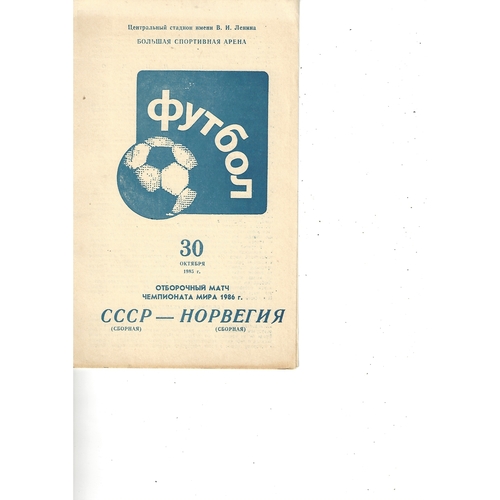 Центральный стадион имени В. И. Ленина
БОЛЬШАЯ СПОРТИВНАЯ АРЕНА
футбол
30
ОКТЯБРЯ
1985 г.
ОТБОРОЧНЫЙ МАТЧ
ЧЕМПИОНАТА МИРА 1986 г.
СССР — НОРВЕГИЯ
(СБОРНАЯ) (СБОРНАЯ)